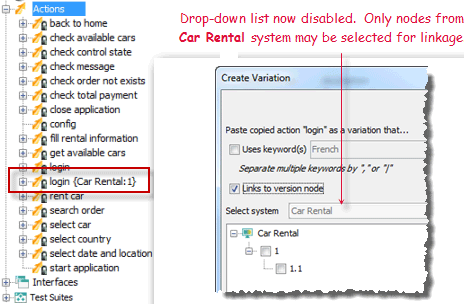 Actions
back to home
check available cars
check control state
check message
check order not exists
check total payment
close application
config
fill rental information
get available cars
login
login {Car Rental:1}
rent car
search order
select car
select country
select date and location
start application
Interfaces
Test Suites
Drop-down list now disabled. Only nodes from
Car Rental system may be selected for linkage
Create Variation
Paste copied action "login" as a variation that...
Uses keyword(s) French
Separate multiple keywords by "," or "/"
Links to version node
Select system Car Rental
Car Rental
1
1.1